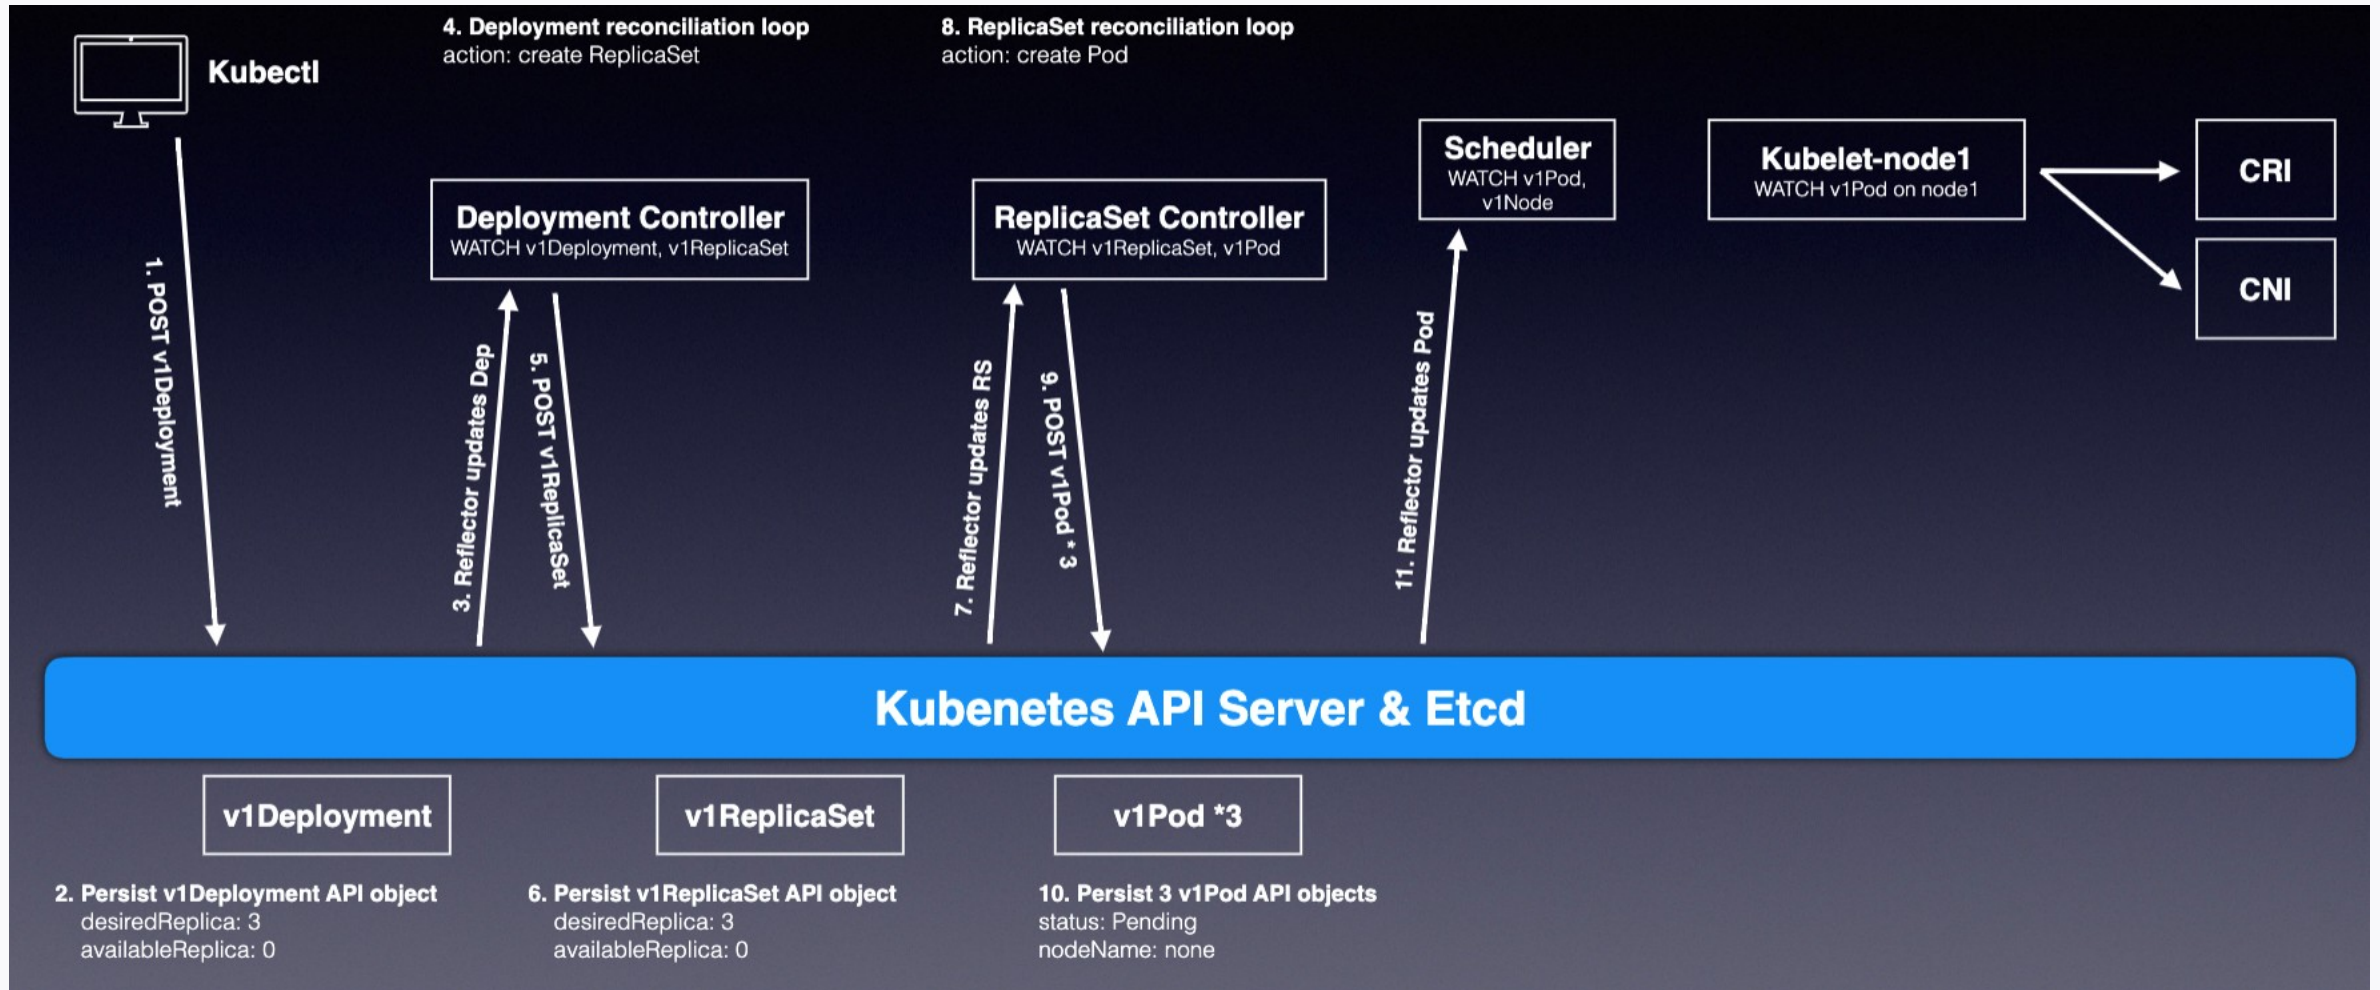 4. Deployment reconciliation loop
action: create ReplicaSet
8. ReplicaSet reconciliation loop
action: create Pod
Kubectl
Scheduler
WATCH v1Pod,
v1Node
Kubelet-node1
WATCH v1Pod on node1
CRI
CNI
Deployment Controller
WATCH v1Deployment, v1ReplicaSet
ReplicaSet Controller
WATCH v1ReplicaSet, v1Pod
1. POST v1Deployment
3. Reflector updates Dep
5. POST v1ReplicaSet
7. Reflector updates RS
9. POST v1Pod * 3
11. Reflector updates Pod
Kubenetes API Server & Etcd
v1Deployment
v1ReplicaSet
v1Pod *3
2. Persist v1Deployment API object
desiredReplica: 3
availableReplica: 0
6. Persist v1ReplicaSet API object
desiredReplica: 3
availableReplica: 0
10. Persist 3 v1Pod API objects
status: Pending
nodeName: none